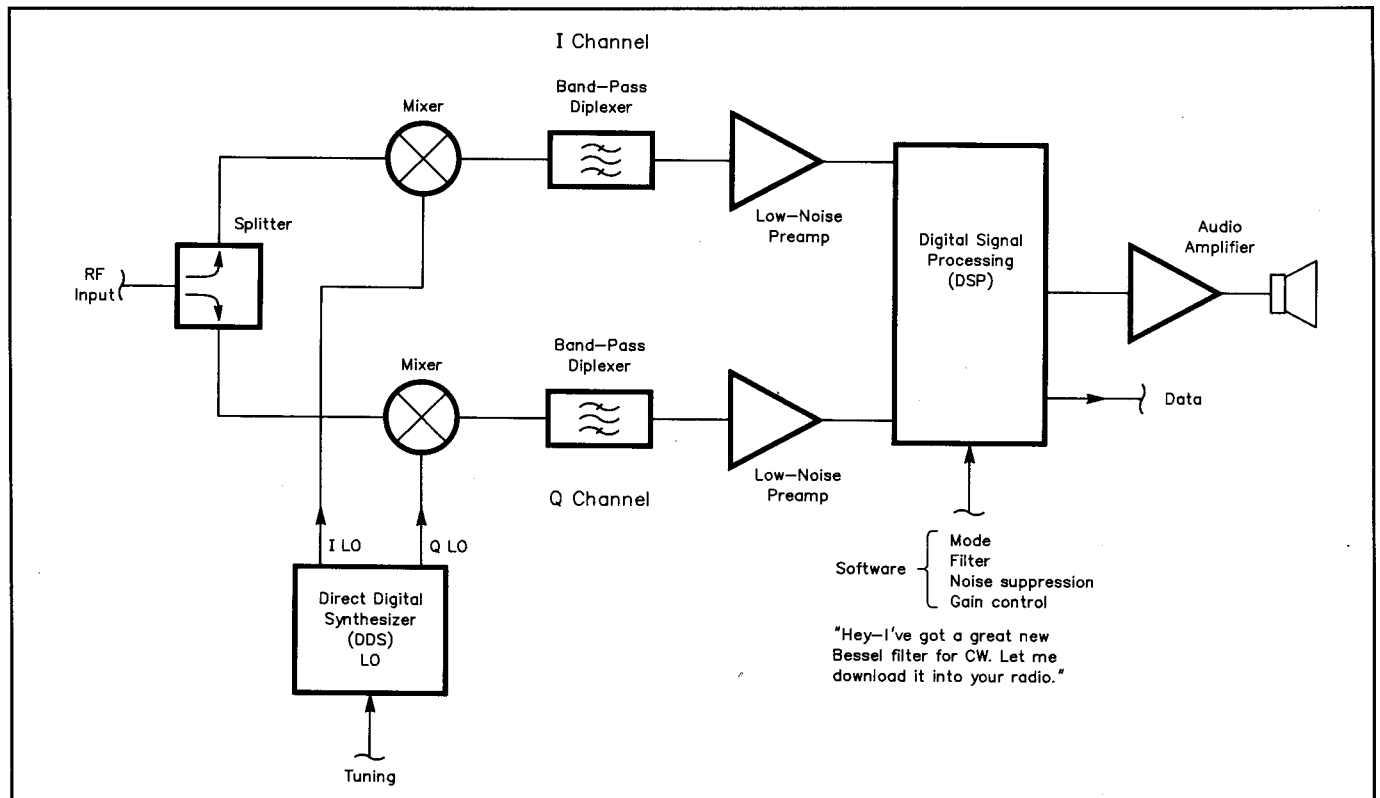 I Channel
Band-Pass
Diplexer
Mixer
Splitter
RF
Input
Low-Noise
Preamp
Digital Signal
Processing
(DSP)
Audio
Amplifier
Mixer
Band-Pass
Diplexer
Data
Low-Noise
Preamp
Q Channel
I LO
Q LO
Direct Digital
Synthesizer
(DDS)
LO
Tuning
Software
Mode
Filter
Noise suppression
Gain control
"Hey-I've got a great new
Bessel filter for CW. Let me
download it into your radio."